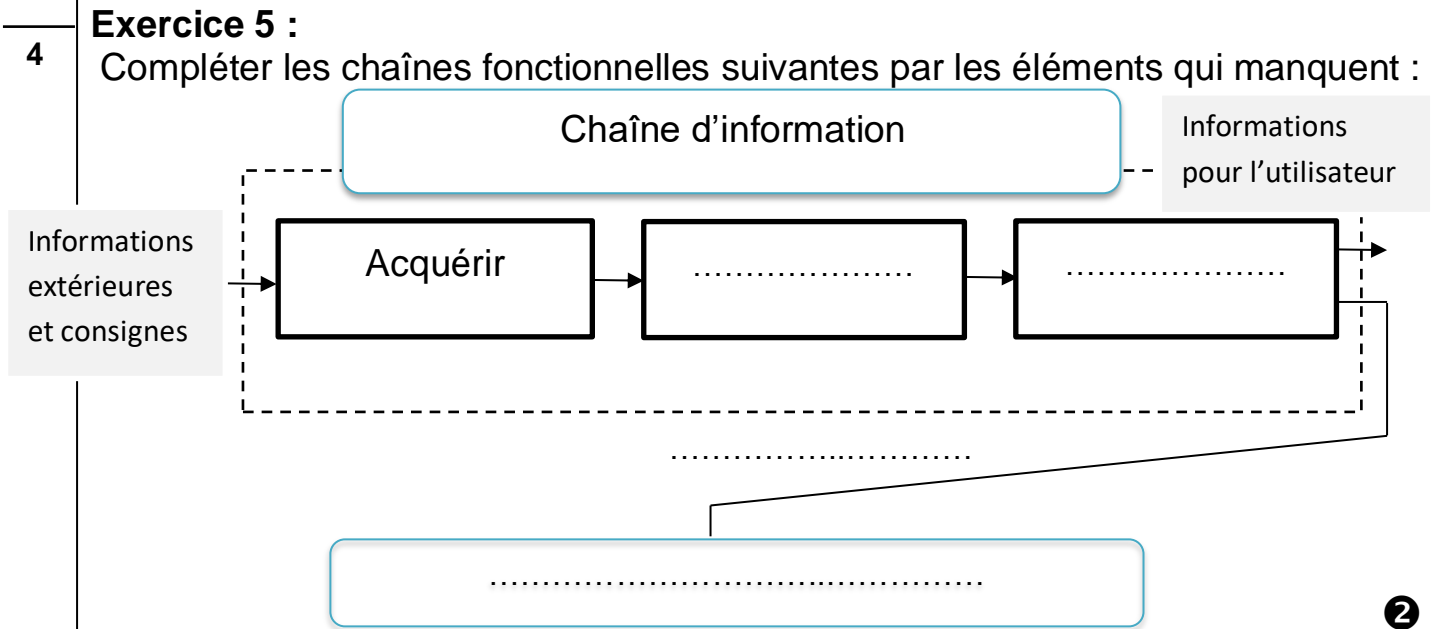 Exercice 5 :
4
Compléter les chaînes fonctionnelles suivantes par les éléments qui manquent :
Chaîne d’information
Informations
pour l’utilisateur
Informations
extérieures
et consignes
Acquérir
………………….
………………….
……………..…………
…………………………..……………
❷